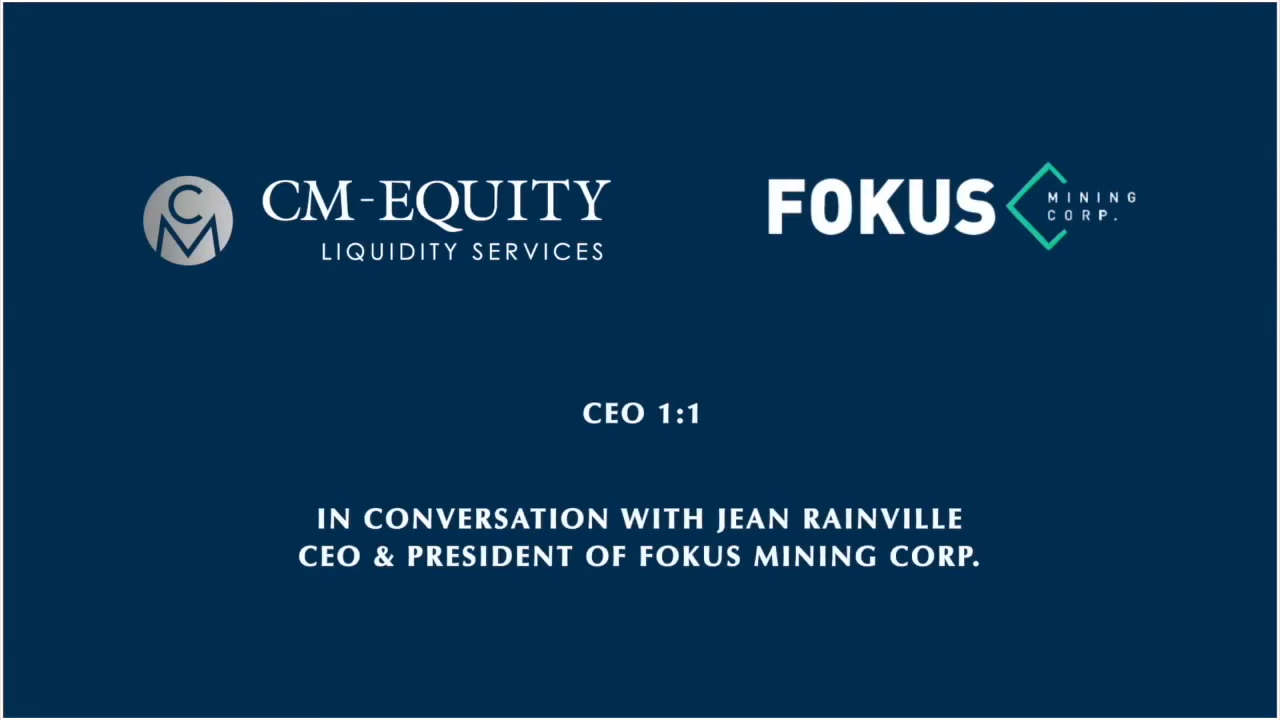 CM
CM-EQUITY
LIQUIDITY SERVICES
FOKUS
MINING
CORP.
CEO 1:1
IN CONVERSATION WITH JEAN RAINVILLE
CEO & PRESIDENT OF FOKUS MINING CORP.